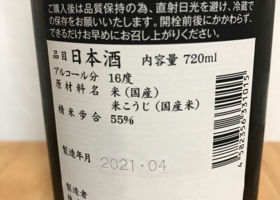 ご購入後は品質保持の為、直射日光を避け、冷蔵で
の保存をお願いいたします。開栓前後にかかわらず、
できるだけお早めにお召し上がりください。
品目 日本酒 内容量 720ml
アルコール分 16度
原材料名 米(国産)
米こうじ(国産米)
精米歩合 55%
製造年月 2021・04
製造者
4582356331015